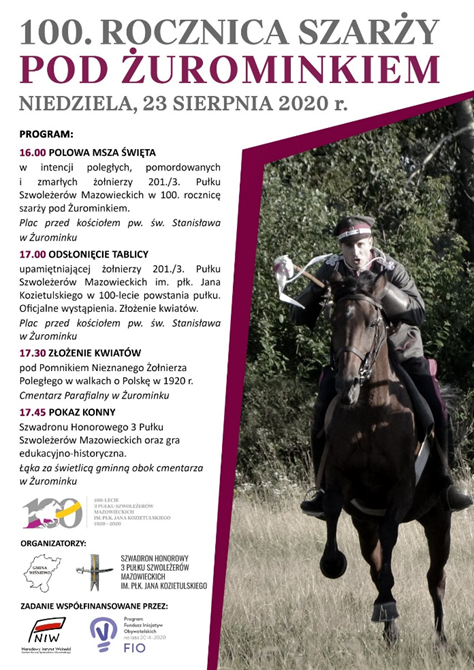 100. ROCZNICA SZARŻY
POD ŻUROMINKIEM
NIEDZIELA, 23 SIERPNIA 2020 r.
PROGRAM:
16.00 POLOWA MSZA ŚWIĘTA
w intencji poległych, pomordowanych
i zmarłych żołnierzy 201./3. Pułku
Szwoleżerów Mazowieckich w 100. rocznicę
szarży pod Żurominkiem.
Plac przed kościołem pw. św. Stanisława
w Żurominku
17.00 ODSŁONIĘCIE TABLICY
upamiętniającej żołnierzy 201./3. Pułku
Szwoleżerów Mazowieckich im. płk. Jana
Kozietulskiego w 100-lecie powstania pułku.
Oficjalne wystąpienia. Złożenie kwiatów.
Plac przed kościołem pw. św. Stanisława
w Żurominku
17.30 ZŁOŻENIE KWIATÓW
pod Pomnikiem Nieznanego Żołnierza
Poległego w walkach o Polskę w 1920 r.
Cmentarz Parafialny w Żurominku
17.45 POKAZ KONNY
Szwadronu Honorowego 3 Pułku
Szwoleżerów Mazowieckich oraz gra
edukacyjno-historyczna.
Łąka za świetlicą gminną obok cmentarza
w Żurominku
100
100-LECIE
3 PUŁKU SZWOLEŻERÓW
MAZOWIECKICH
IM. PŁK. JANA KOZIETULSKIEGO
1920 - 2020
ORGANIZATORZY:
GMINA
WIŚNIEWO
SZWADRON HONOROWY
3 PUŁKU SZWOLEŻERÓW
MAZOWIECKICH
IM. PŁK. JANA KOZIETULSKIEGO
ZADANIE WSPÓŁFINANSOWANE PRZEZ:
NIW
Narodowy Instytut Wolności
Program
Fundusz Inicjatyw
Obywatelskich
na lata 2014-2020
FIO